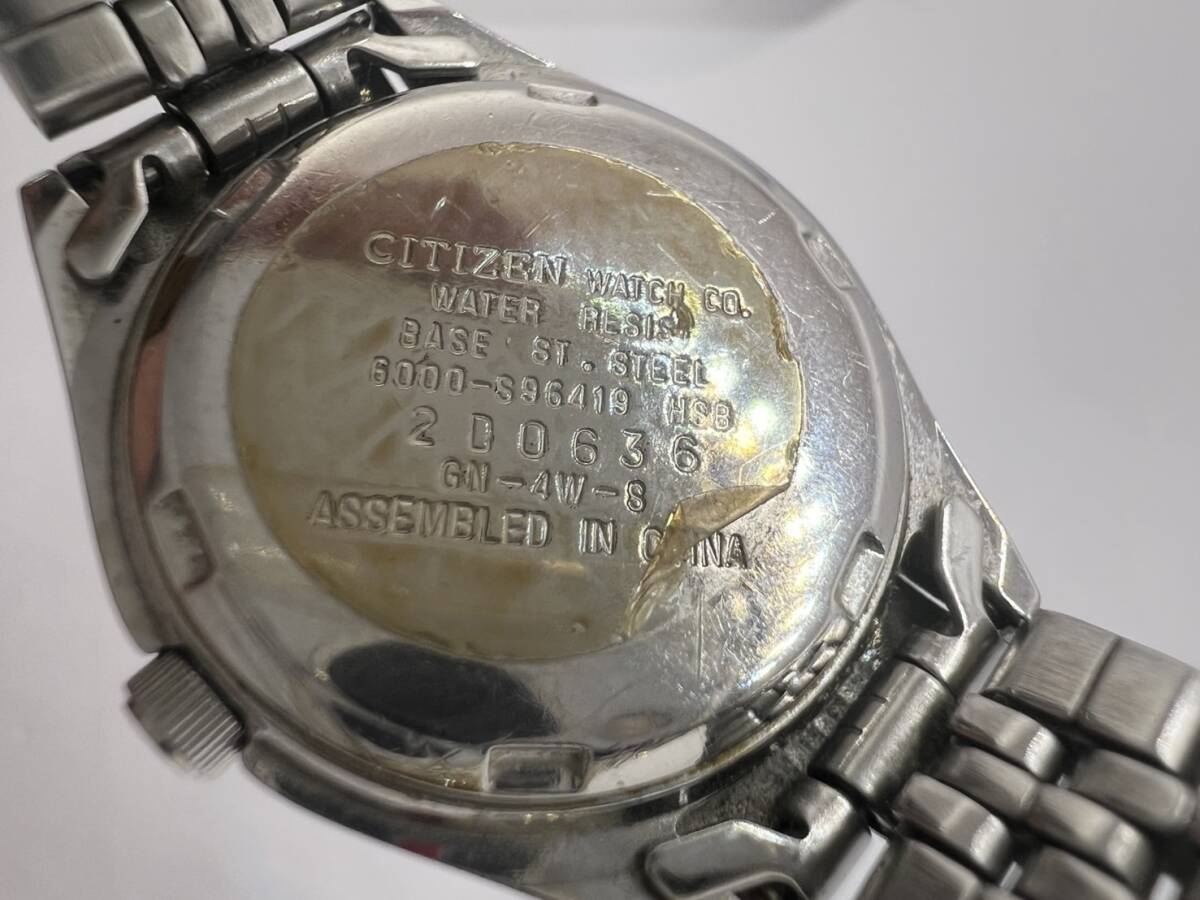 CITIZEN WATCH CO.
WATER RESIST
BASE ST. STEEL
6000-S96419 HSB
2D0636
GN-4W-S
ASSEMBLED IN CHINA